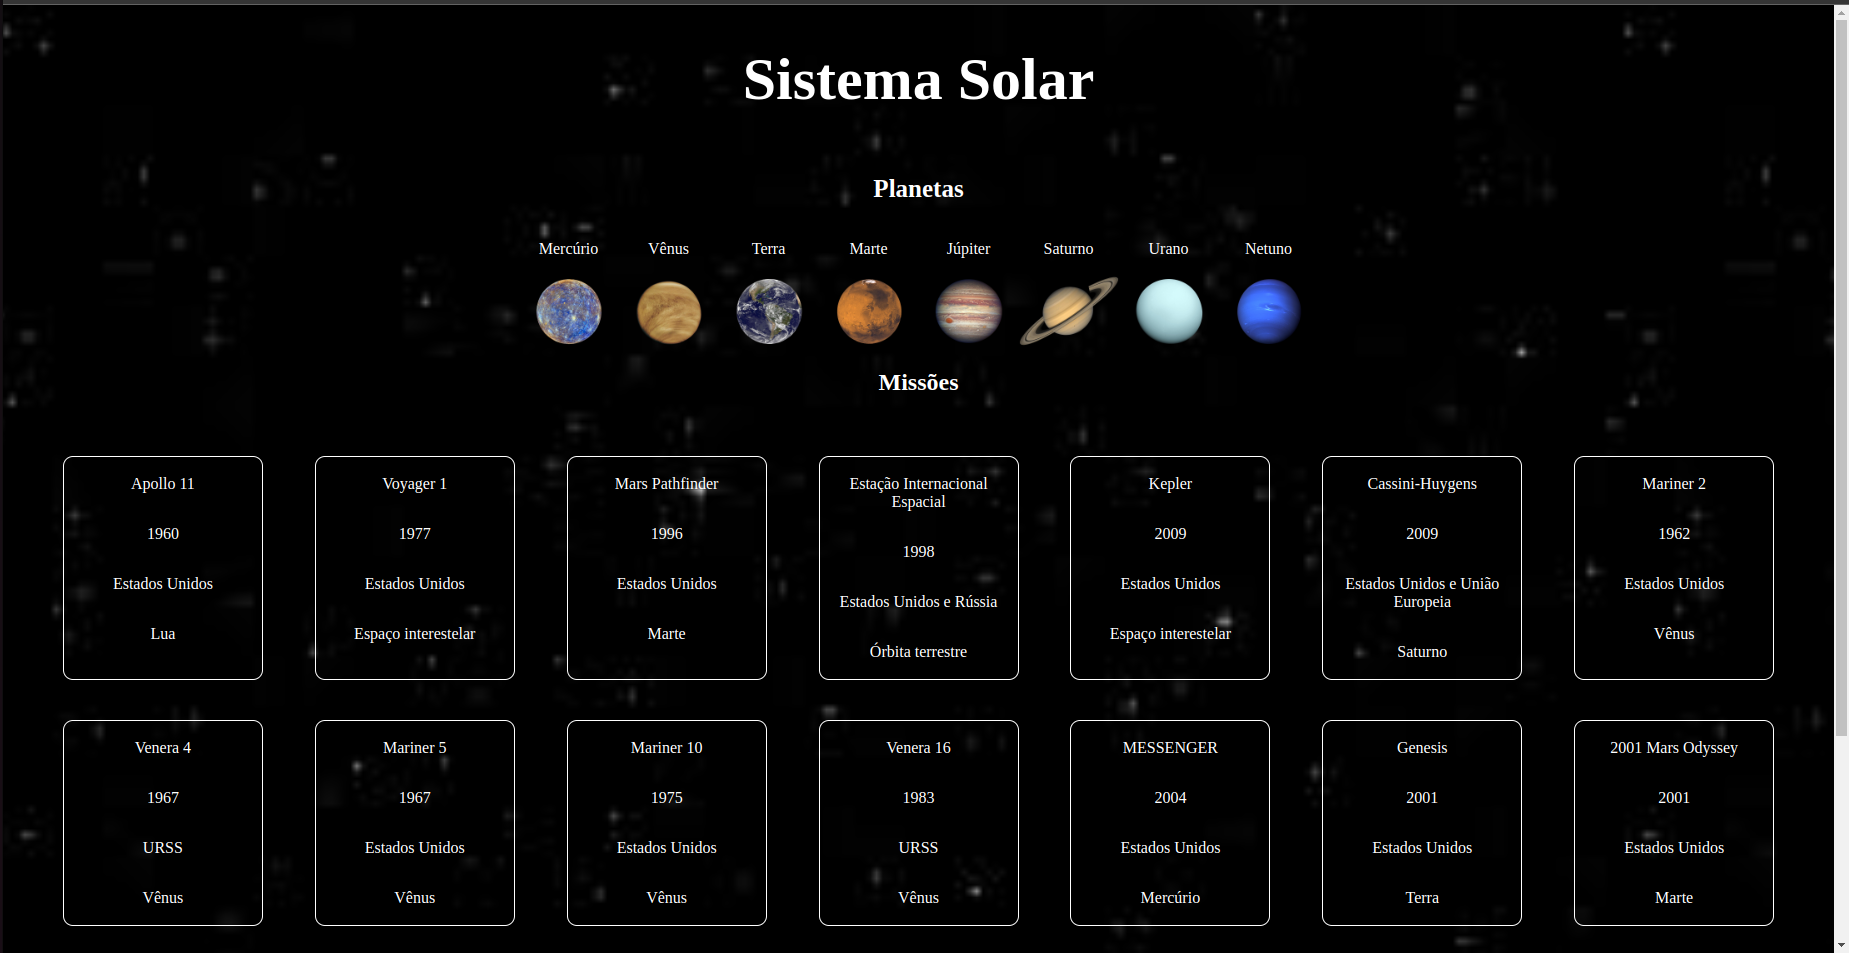 Sistema Solar
Planetas
Mercúrio
Vênus
Terra
Marte
Júpiter
Saturno
Urano
Netuno
Missões
Apollo 11
1960
Estados Unidos
Lua
Voyager 1
1977
Estados Unidos
Espaço interestelar
Mars Pathfinder
1996
Estados Unidos
Marte
Estação Internacional
Espacial
1998
Estados Unidos e Rússia
Órbita terrestre
Kepler
2009
Estados Unidos
Espaço interestelar
Cassini-Huygens
2009
Estados Unidos e União
Europeia
Saturno
Mariner 2
1962
Estados Unidos
Vênus
Venera 4
1967
URSS
Vênus
Mariner 5
1967
Estados Unidos
Vênus
Mariner 10
1975
Estados Unidos
Vênus
Venera 16
1983
URSS
Vênus
MESSENGER
2004
Estados Unidos
Mercúrio
Genesis
2001
Estados Unidos
Terra
2001 Mars Odyssey
2001
Estados Unidos
Marte